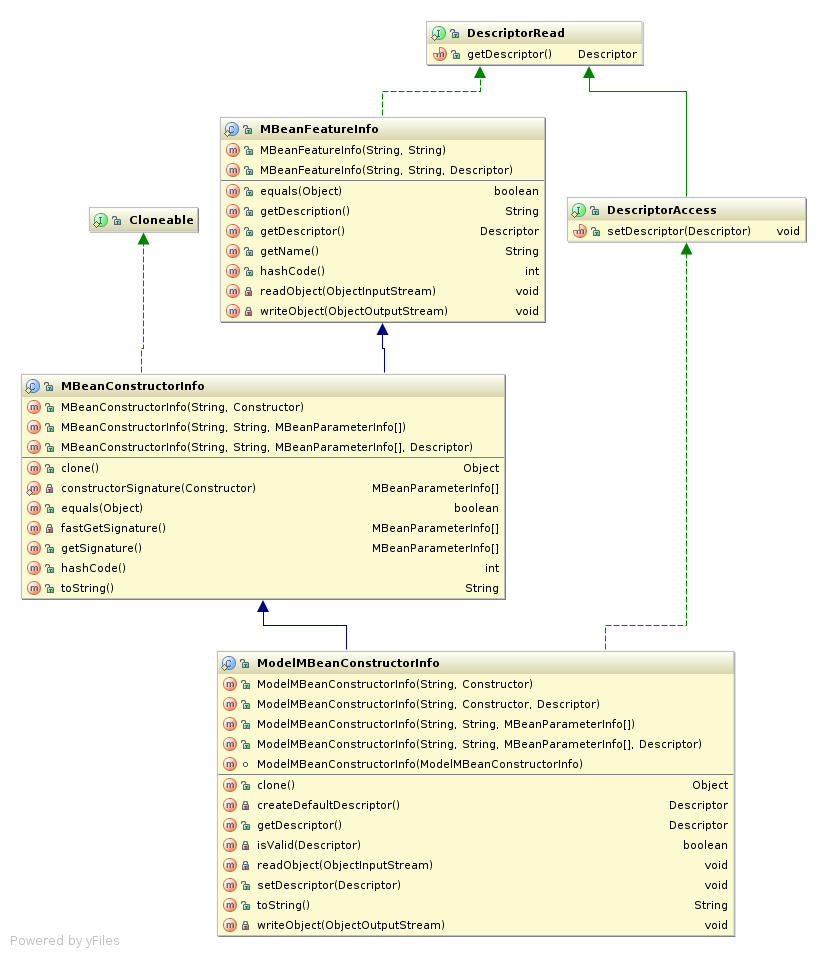 DescriptorRead
getDescriptor() Descriptor
MBeanFeatureInfo
MBeanFeatureInfo(String, String)
MBeanFeatureInfo(String, String, Descriptor)
equals(Object) boolean
getDescription() String
getDescriptor() Descriptor
getName() String
hashCode() int
readObject(ObjectInputStream) void
writeObject(ObjectOutputStream) void
Cloneable
DescriptorAccess
setDescriptor(Descriptor) void
MBeanConstructorInfo
MBeanConstructorInfo(String, Constructor)
MBeanConstructorInfo(String, String, MBeanParameterInfo[])
MBeanConstructorInfo(String, String, MBeanParameterInfo[], Descriptor)
clone() Object
constructorSignature(Constructor) MBeanParameterInfo[]
equals(Object) boolean
fastGetSignature() MBeanParameterInfo[]
getSignature() MBeanParameterInfo[]
hashCode() int
toString() String
ModelMBeanConstructorInfo
ModelMBeanConstructorInfo(String, Constructor)
ModelMBeanConstructorInfo(String, Constructor, Descriptor)
ModelMBeanConstructorInfo(String, String, MBeanParameterInfo[])
ModelMBeanConstructorInfo(String, String, MBeanParameterInfo[], Descriptor)
ModelMBeanConstructorInfo(ModelMBeanConstructorInfo)
clone() Object
createDefaultDescriptor() Descriptor
getDescriptor() Descriptor
isValid(Descriptor) boolean
readObject(ObjectInputStream) void
setDescriptor(Descriptor) void
toString() String
writeObject(ObjectOutputStream) void
Powered by yFiles